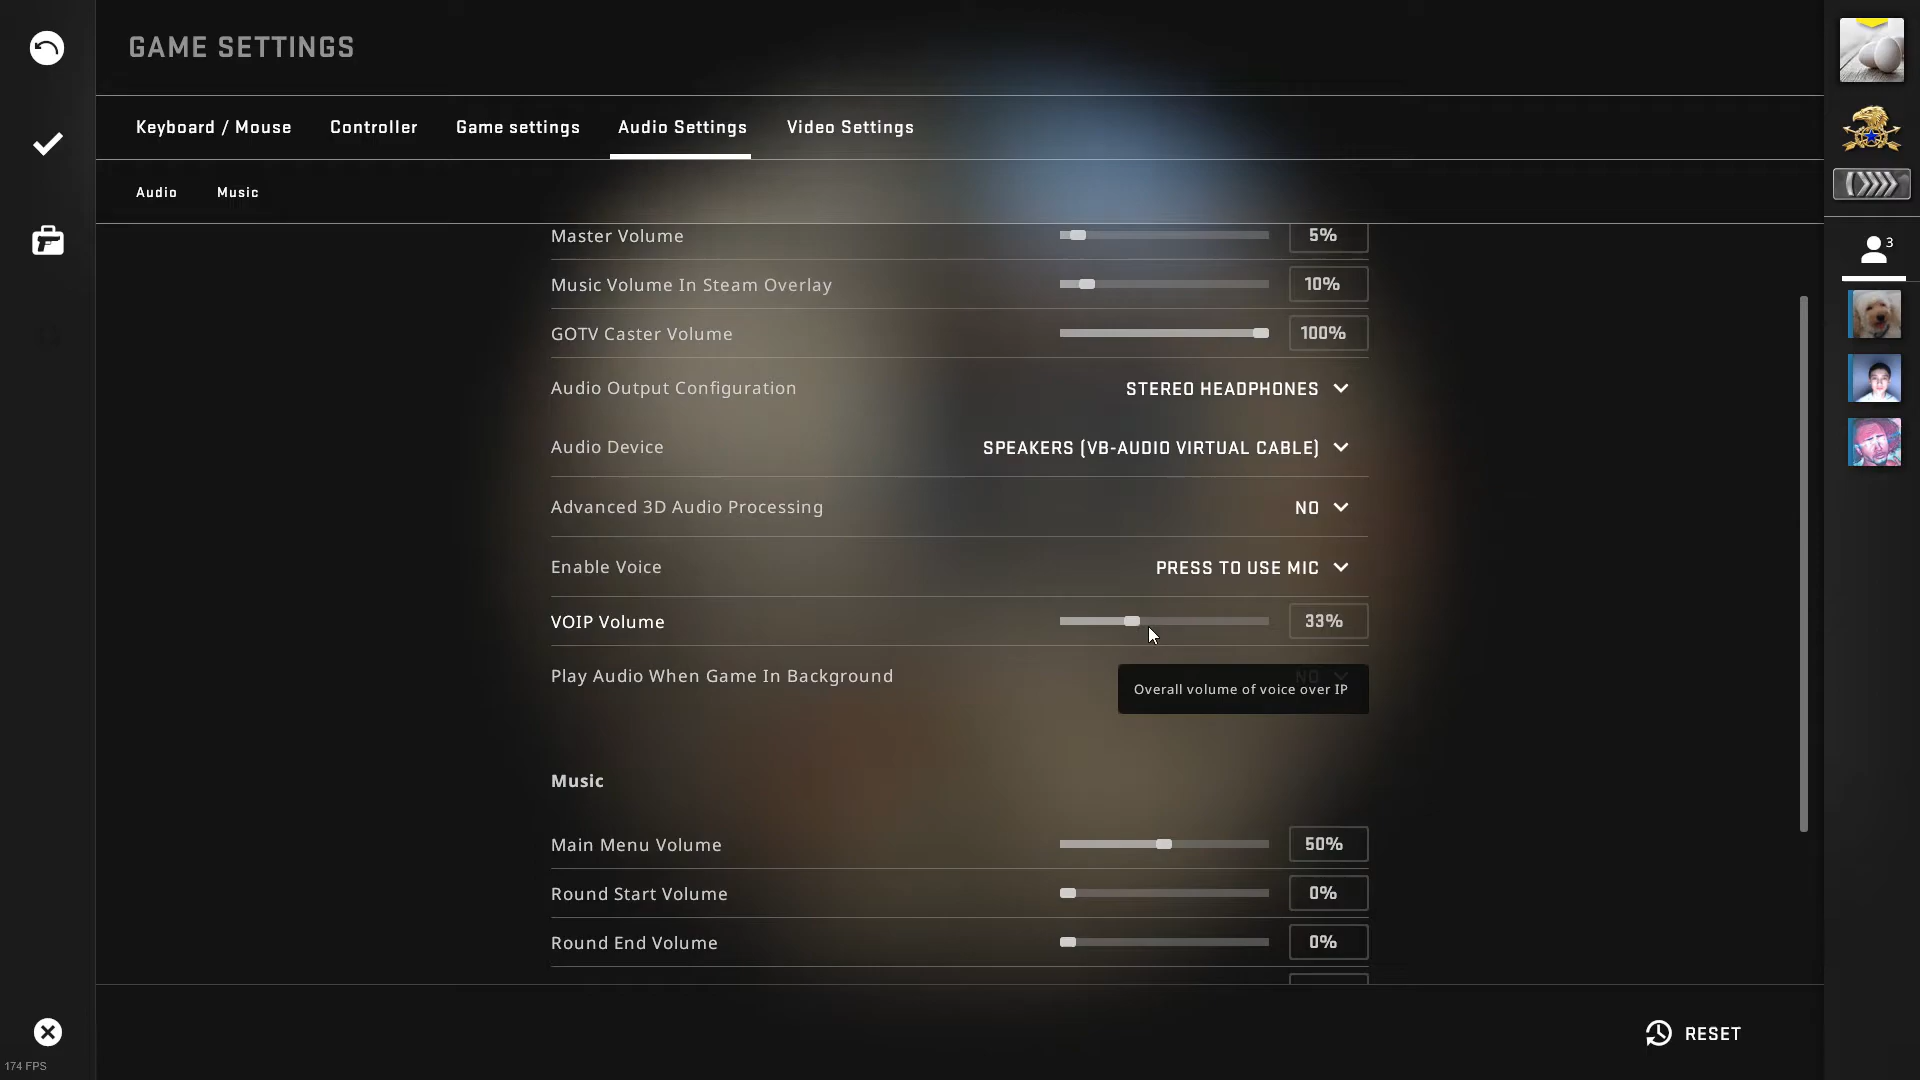 GAME SETTINGS
Keyboard / Mouse Controller Game settings Audio Settings Video Settings
Audio Music
3
Master Volume 5%
Music Volume In Steam Overlay 10%
GOTV Caster Volume 100%
Audio Output Configuration STEREO HEADPHONES
Audio Device SPEAKERS (VB-AUDIO VIRTUAL CABLE)
Advanced 3D Audio Processing NO
Enable Voice PRESS TO USE MIC
VOIP Volume 33%
Play Audio When Game In Background NO
Overall volume of voice over IP
Music
Main Menu Volume 50%
Round Start Volume 0%
Round End Volume 0%
RESET
174 FPS